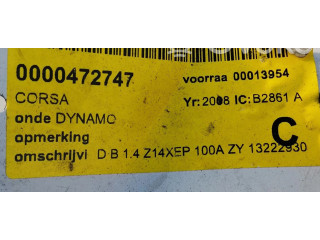 0000472747 voorraa 00013954
CORSA Yr: 2008 IC: B2861 A
onde DYNAMO
opmerking C
omschrijvi D B 1.4 Z14XEP 100A ZY 13222930